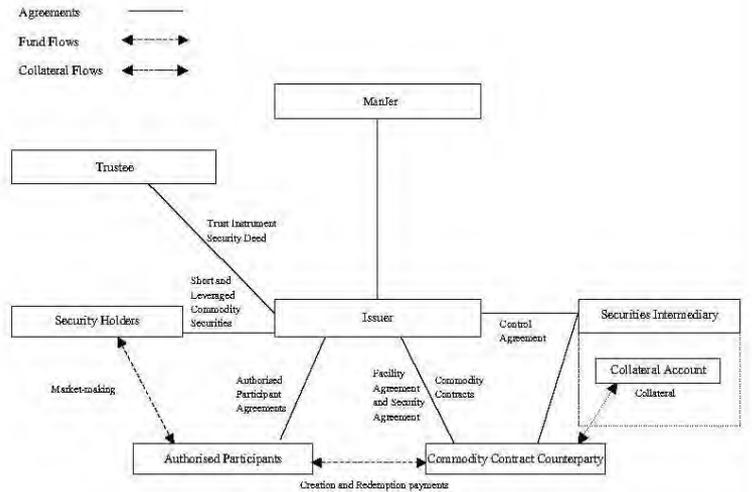 Agreements
Fund Flows
Collateral Flows
ManJer
Trustee
Trust Instrument
Security Deed
Short and
Leveraged
Commodity
Securities
Security Holders
Issuer
Securities Intermediary
Control
Agreement
Collateral Account
Collateral
Market-making
Authorised
Participant
Agreements
Facility
Agreement
and Security
Agreement
Commodity
Contracts
Authorised Participants
Commodity Contract Counterparty
Creation and Redemption payments